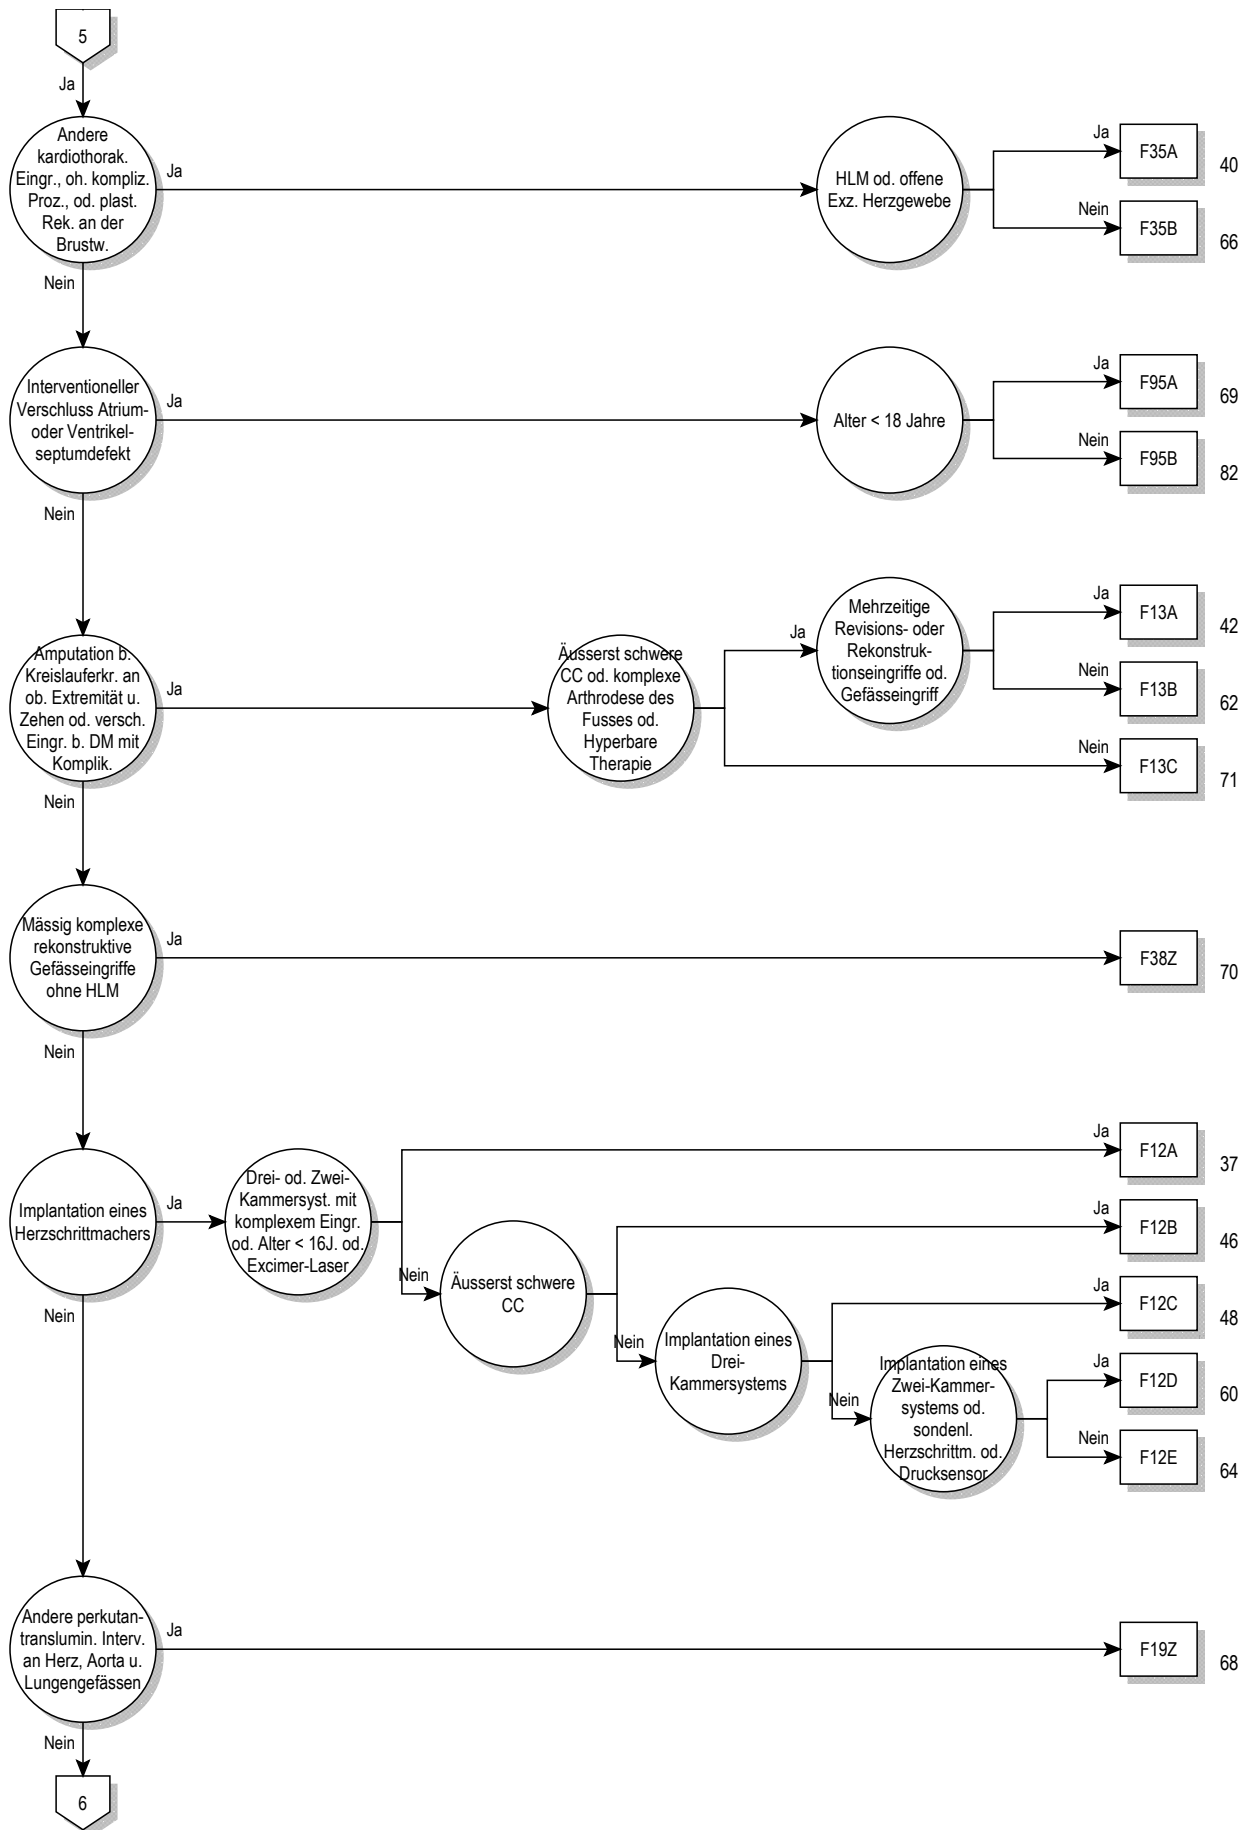 5
Ja
Andere
kardiothorak.
Eingr., oh. kompliz.
Proz., od. plast.
Rek. an der
Brustw.
Ja
HLM od. offene
Exz. Herzgewebe
Ja
F35A
40
Nein
F35B
66
Nein
Interventioneller
Verschluss Atrium-
oder Ventrikel-
septumdefekt
Ja
Alter < 18 Jahre
Ja
F95A
69
Nein
F95B
82
Nein
Amputation b.
Kreislauferkr. an
ob. Extremität u.
Zehen od. versch.
Eingr. b. DM mit
Komplik.
Ja
Äusserst schwere
CC od. komplexe
Arthrodese des
Fusses od.
Hyperbare
Therapie
Ja
Mehrzeitige
Revisions- oder
Rekonstruk-
tionseingriffe od.
Gefässeingriff
Ja
F13A
42
Nein
F13B
62
Nein
F13C
71
Nein
Mässig komplexe
rekonstruktive
Gefässeingriffe
ohne HLM
Ja
F38Z
70
Nein
Implantation eines
Herzschrittmachers
Ja
Drei- od. Zwei-
Kammersyst. mit
komplexem Eingr.
od. Alter < 16J. od.
Excimer-Laser
Ja
F12A
37
Nein
Äusserst schwere
CC
Ja
F12B
46
Nein
Implantation eines
Drei-
Kammersystems
Ja
F12C
48
Nein
Implantation eines
Zwei-Kammer-
systems od.
sondenl.
Herzschrittm. od.
Drucksensor
Ja
F12D
60
Nein
F12E
64
Nein
Andere perkutan-
translumin. Interv.
an Herz, Aorta u.
Lungengefässen
Ja
F19Z
68
Nein
6